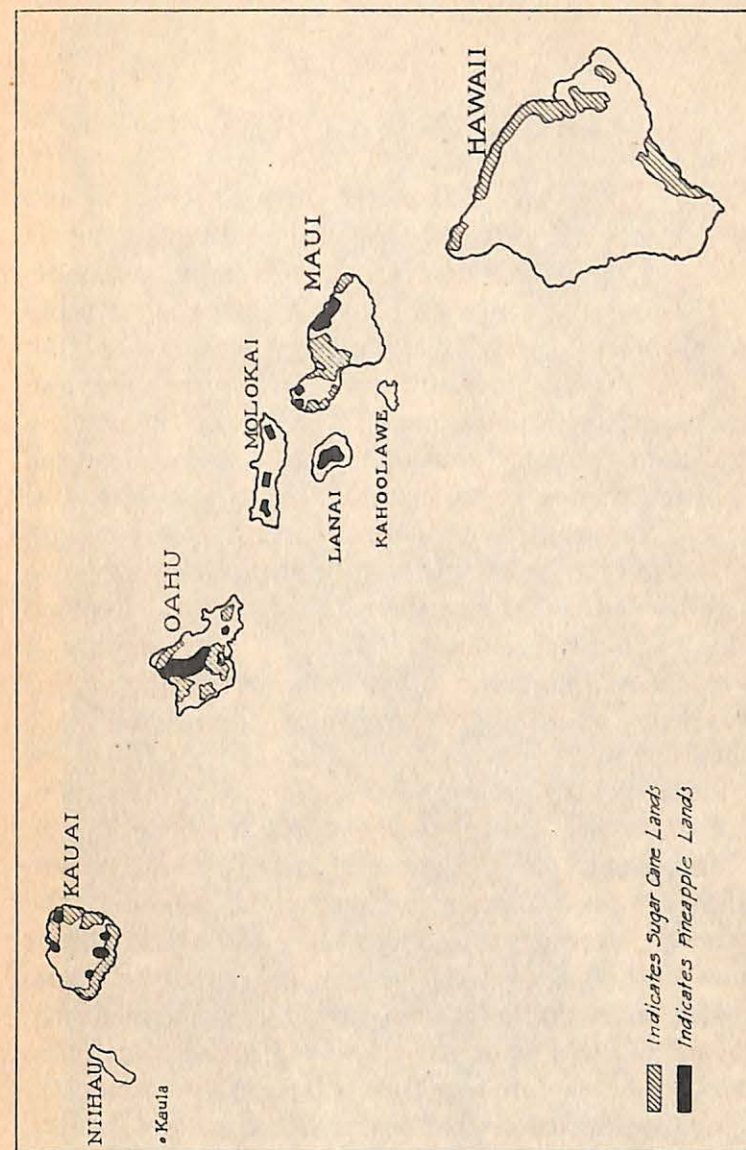 NIIHAU
Kaula
KAUAI
OAHU
MOLOKAI
LANAI
KAHOOLAWE
MAUI
HAWAII
Indicates Sugar Cane Lands
Indicates Pineapple Lands